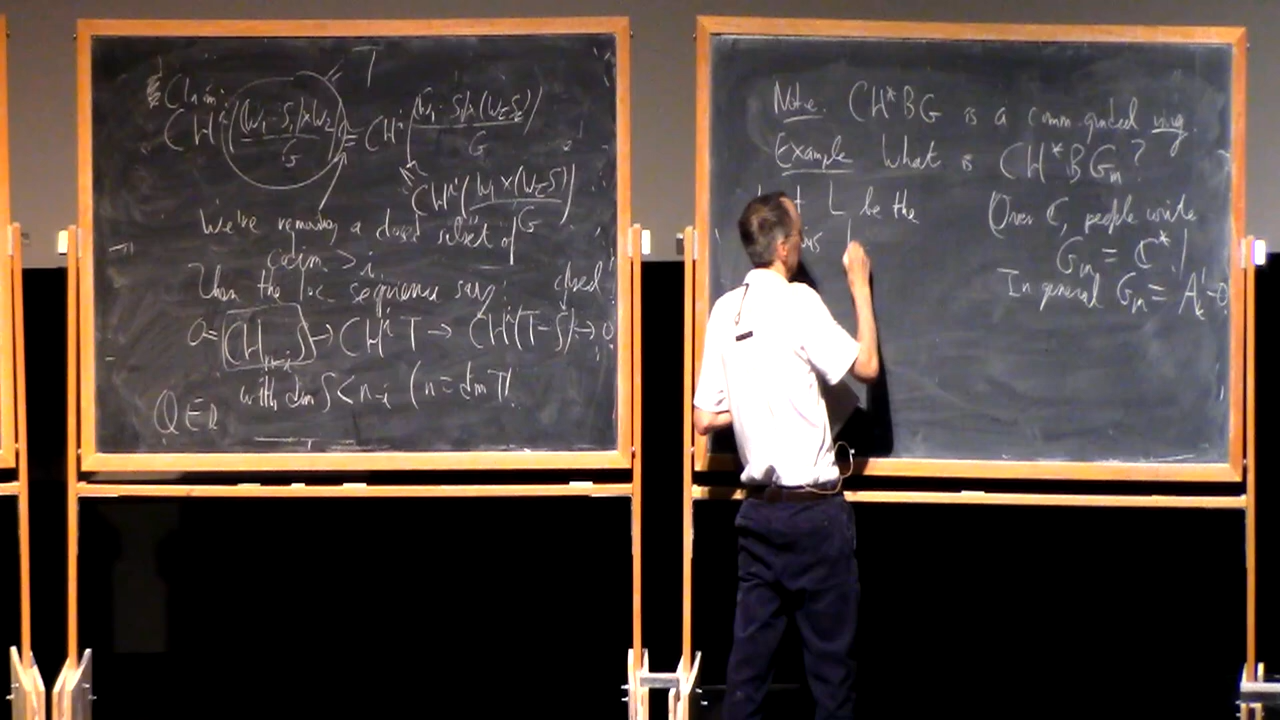 T
Claim:
CH^i((W_1 - S_1)×W_2 / G) ≅ CH^i((W_1 - S_1)×(W_2-S_2) / G)
CH^i(W_1×(W_2-S_2) / G)
We're removing a closed subset of
codim > i
Then the loc sequence says: closed
0 = CH_{n-i} S → CH^i T → CH^i(T-S) → 0
with dim S < n-i (n = dim T).
QED
Note. CH*BG is a comm. graded ring.
Example What is CH*BG_m?
L be the
Over C, people write
G_m = C*!
In general G_m = A^1_k - 0